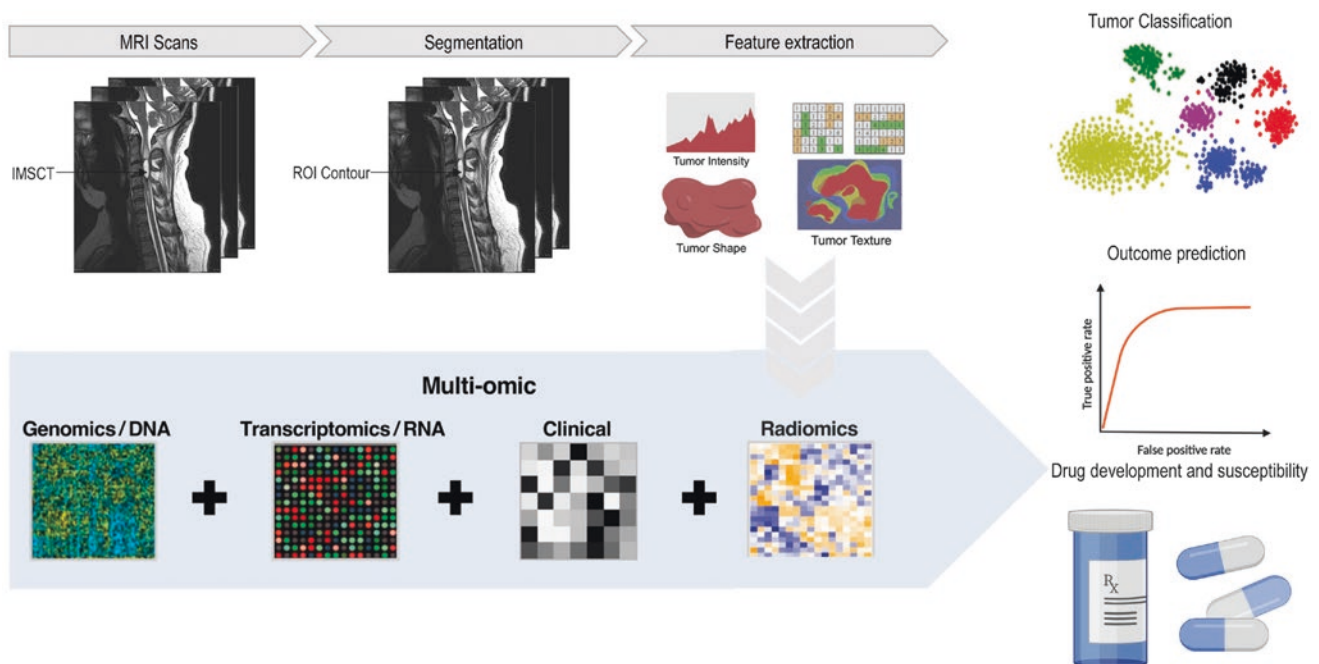 MRI Scans
Segmentation
Feature extraction
IMSCT
ROI Contour
Tumor Intensity
Tumor Shape
Tumor Texture
Multi-omic
Genomics / DNA
Transcriptomics / RNA
Clinical
Radiomics
Tumor Classification
Outcome prediction
True positive rate
False positive rate
Drug development and susceptibility
Rx